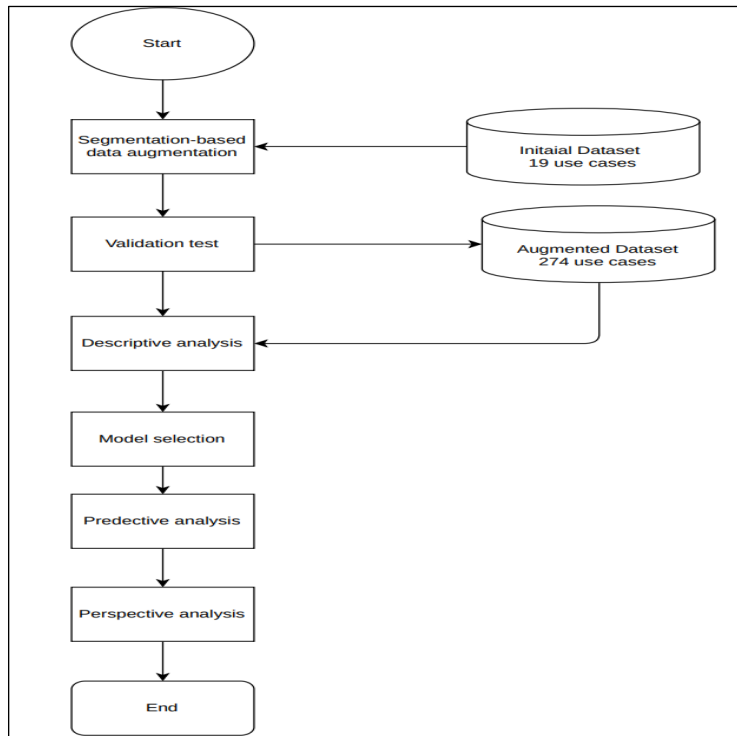 Start
Segmentation-based
data augmentation
Initaial Dataset
19 use cases
Validation test
Augmented Dataset
274 use cases
Descriptive analysis
Model selection
Predective analysis
Perspective analysis
End